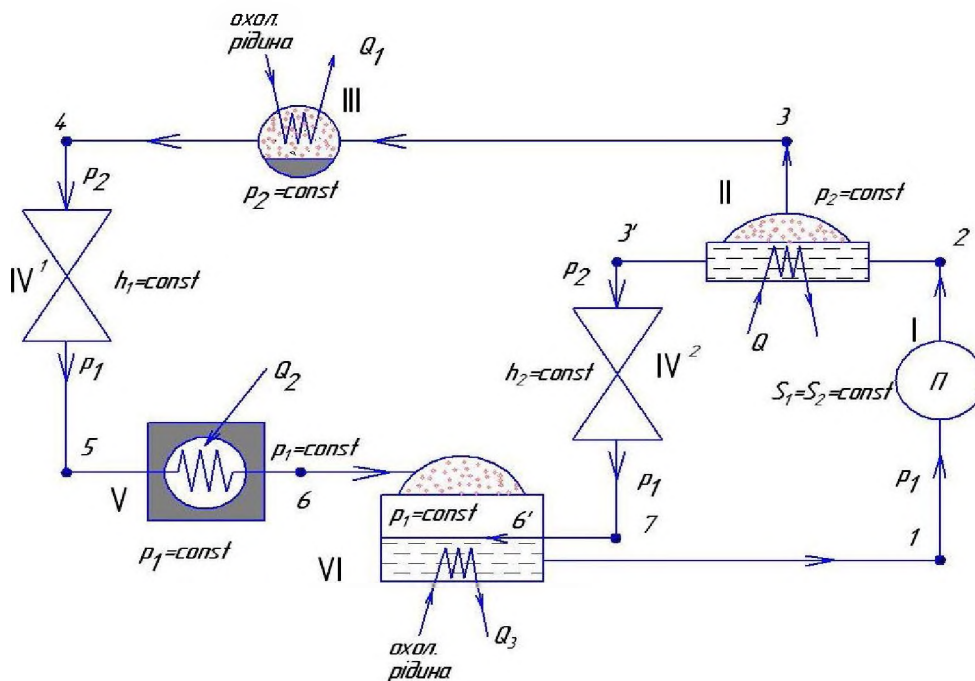 охол.
рідина
Q₁
III
4
3
p₂
p₂=const
II
p₂=const
3'
2
IV¹
h₁=const
p₂
I
Q
IV²
p₁
Q₂
h₂=const
S₁=S₂=const
П
5
p₁=const
p₁
p₁
V
6
p₁=const
6'
7
1
p₁=const
VI
Q₃
охол.
рідина